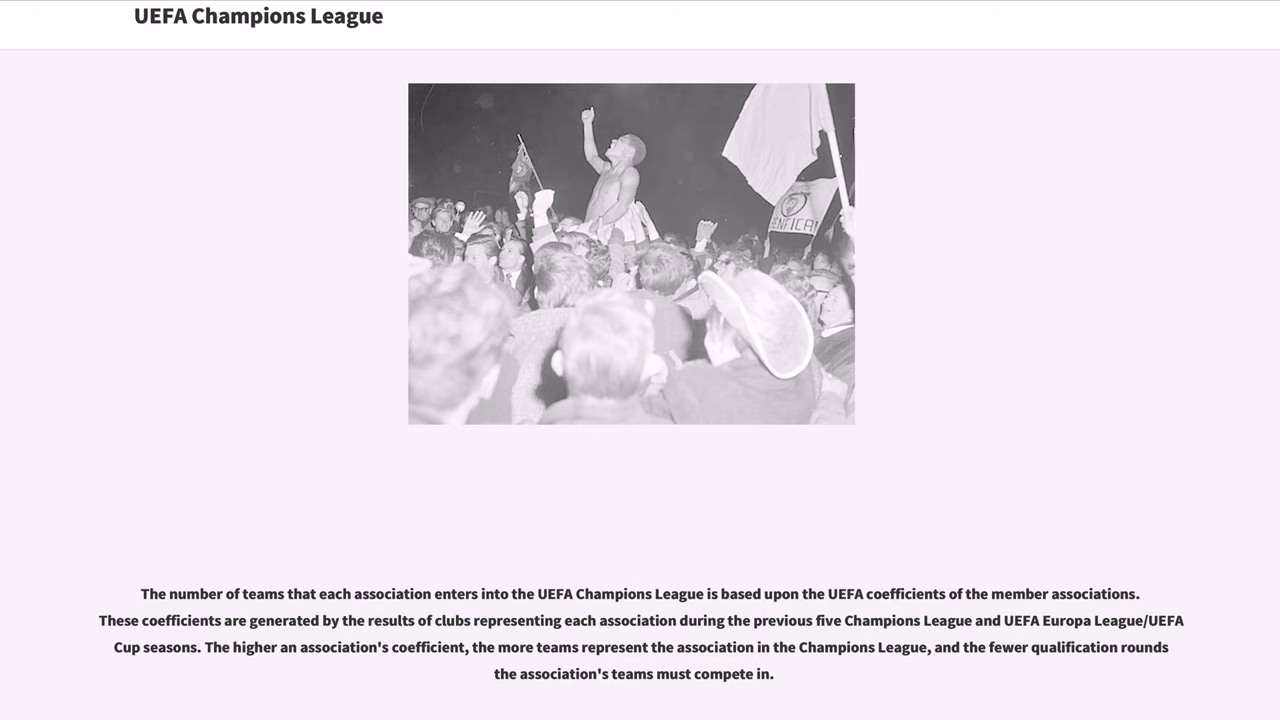 UEFA Champions League
BENFICA
The number of teams that each association enters into the UEFA Champions League is based upon the UEFA coefficients of the member associations.
These coefficients are generated by the results of clubs representing each association during the previous five Champions League and UEFA Europa League/UEFA
Cup seasons. The higher an association's coefficient, the more teams represent the association in the Champions League, and the fewer qualification rounds
the association's teams must compete in.